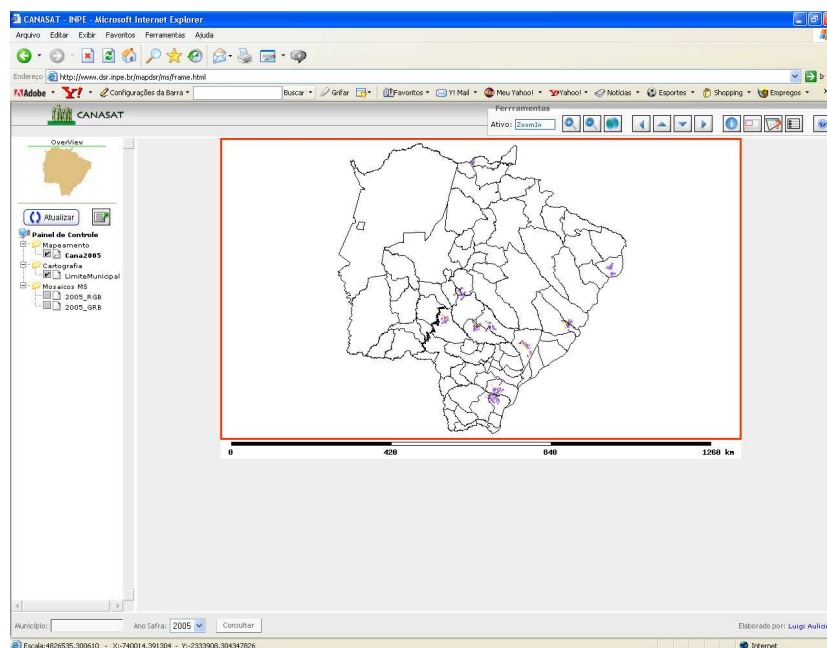 CANASAT - INPE - Microsoft Internet Explorer
Arquivo Editar Exibir Favoritos Ferramentas Ajuda
Endereço http://www.dsr.inpe.br/mapdsr/ms/frame.html Ir
Adobe Y! Configurações da Barra Buscar Grifar Favoritos Y! Mail Meu Yahoo! Yahoo! Notícias Esportes Shopping Empregos
CANASAT
Ferrramentas
Ativo: ZoomIn
OverView
Atualizar
Painel de Controle
Mapeamento
Cana2005
Cartografia
LimiteMunicipal
Mosaicos MS
2005_RGB
2005_GRB
0 420 840 1260 km
Município: Ano Safra: 2005 Consultar Elaborado por: Luigi Aulici
Escala:4826535.300610 - X:-740014.391304 - Y:-2333908.304347826 Internet